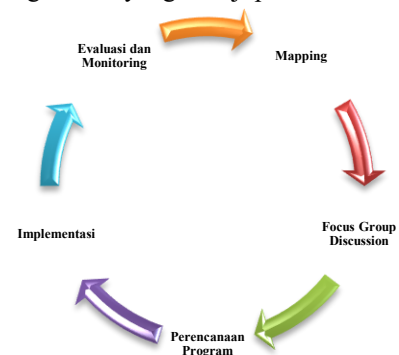 Evaluasi dan
Monitoring
Mapping
Focus Group
Discussion
Perencanaan
Program
Implementasi